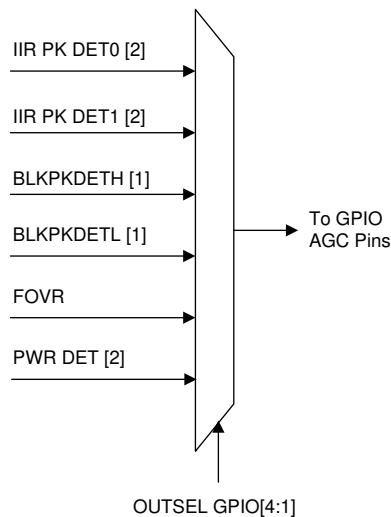 IIR PK DET0 [2]
IIR PK DET1 [2]
BLKPKDETH [1]
BLKPKDETL [1]
To GPIO
AGC Pins
FOVR
PWR DET [2]
OUTSEL GPIO[4:1]